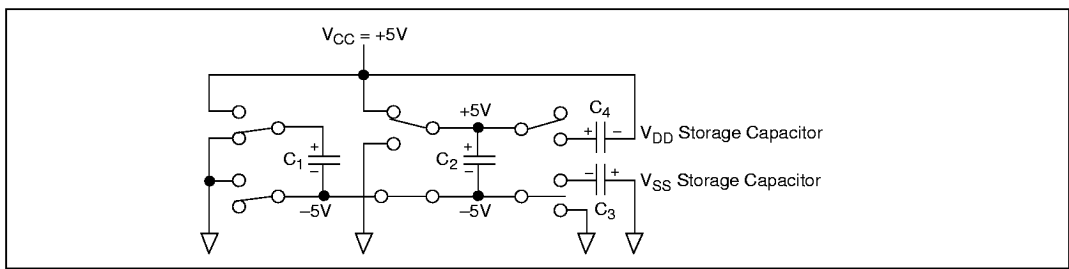 V_CC = +5V
+5V
C_4
+ –
V_DD Storage Capacitor
+
C_1
–
+
C_2
–
– +
V_SS Storage Capacitor
C_3
–5V
–5V